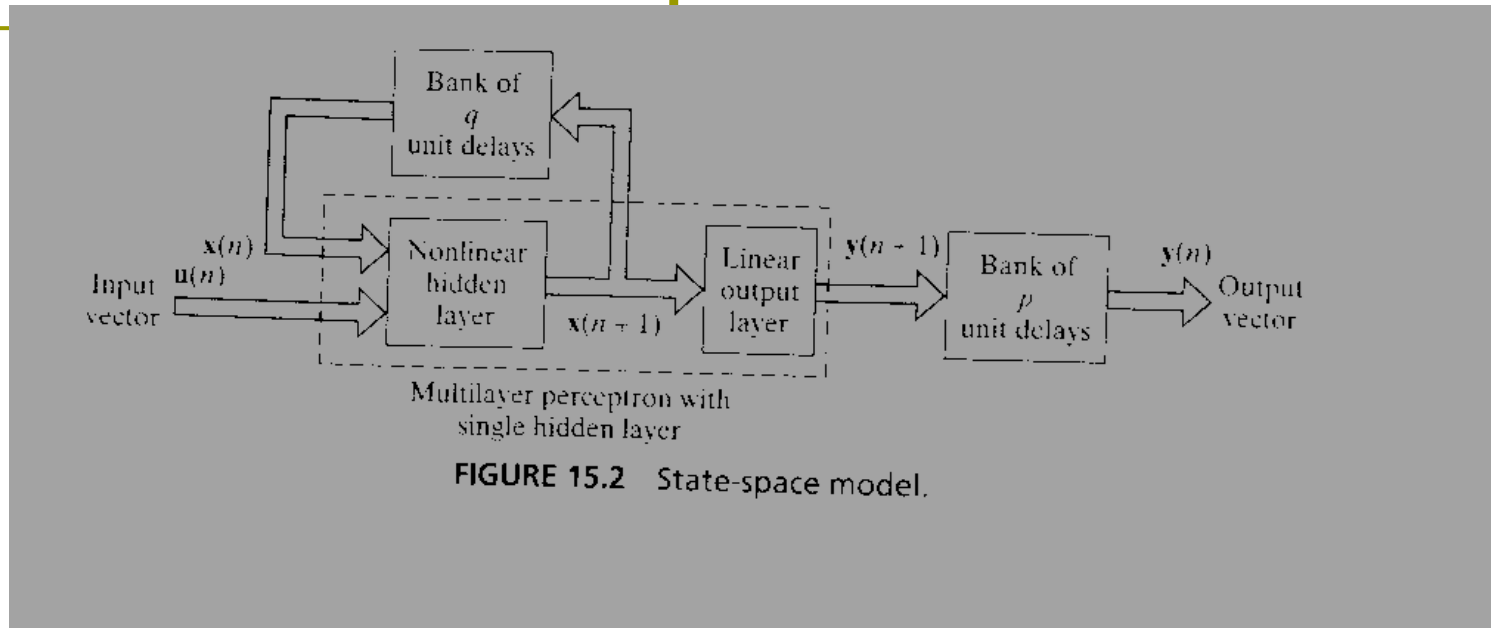 Bank of
q
unit delays
x(n)
Input
vector
u(n)
Nonlinear
hidden
layer
x(n + 1)
Linear
output
layer
y(n + 1)
Bank of
p
unit delays
y(n)
Output
vector
Multilayer perceptron with
single hidden layer
FIGURE 15.2 State-space model.